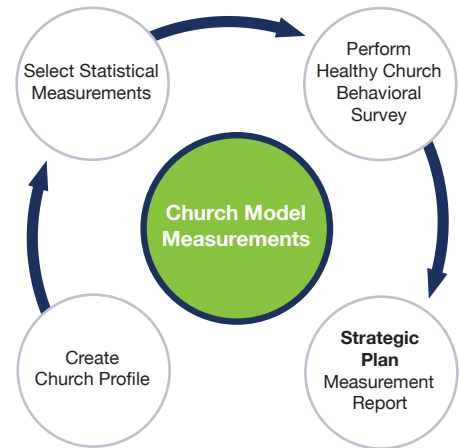 Select Statistical
Measurements
Perform
Healthy Church
Behavioral
Survey
Church Model
Measurements
Create
Church Profile
Strategic
Plan
Measurement
Report